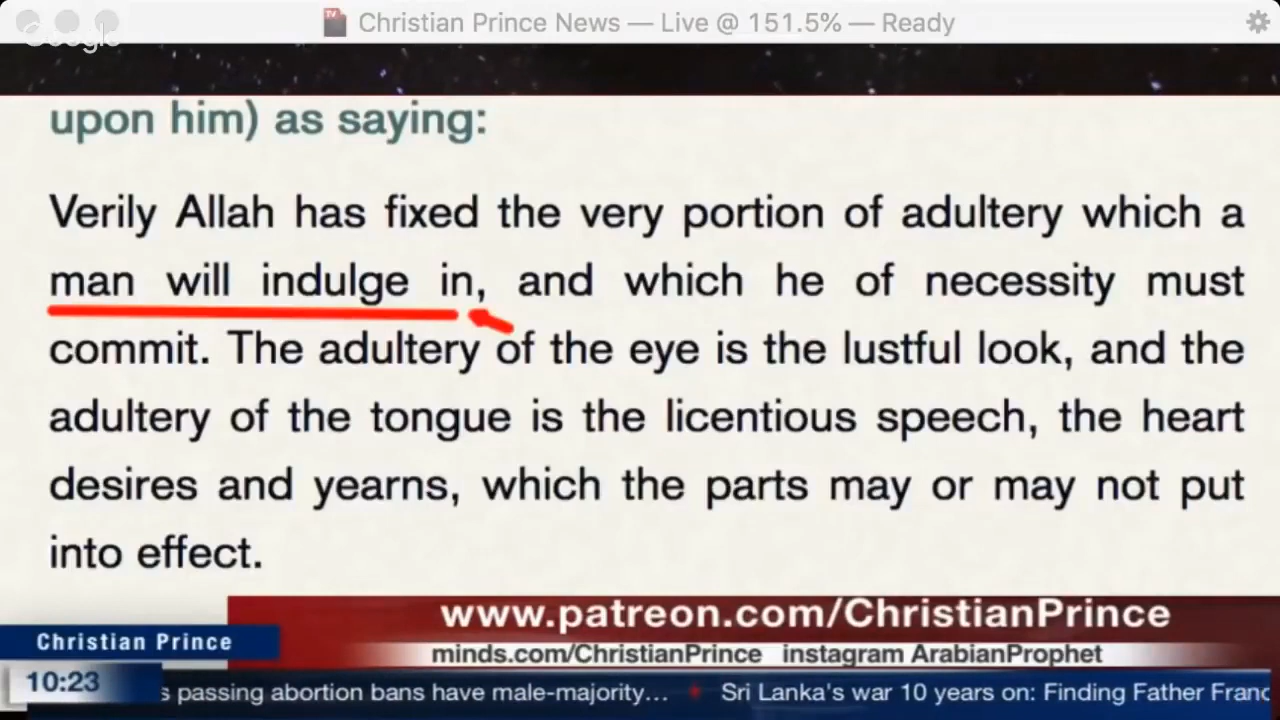 Christian Prince News — Live @ 151.5% — Ready
Google
upon him) as saying:
Verily Allah has fixed the very portion of adultery which a
man will indulge in, and which he of necessity must
commit. The adultery of the eye is the lustful look, and the
adultery of the tongue is the licentious speech, the heart
desires and yearns, which the parts may or may not put
into effect.
www.patreon.com/ChristianPrince
Christian Prince
minds.com/ChristianPrince instagram ArabianProphet
10:23
s passing abortion bans have male-majority... Sri Lanka's war 10 years on: Finding Father Franc